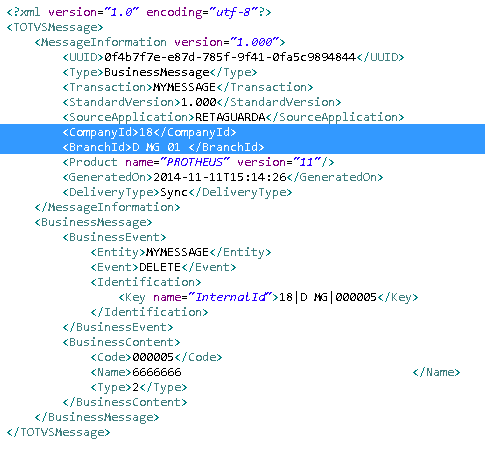 <?xml version="1.0" encoding="utf-8"?>
<TOTVSMessage>
<MessageInformation version="1.000">
<UUID>0f4b7f7e-e87d-785f-9f41-0fa5c9894844</UUID>
<Type>BusinessMessage</Type>
<Transaction>MYMESSAGE</Transaction>
<StandardVersion>1.000</StandardVersion>
<SourceApplication>RETAGUARDA</SourceApplication>
<CompanyId>18</CompanyId>
<BranchId>D MG 01 </BranchId>
<Product name="PROTHEUS" version="11"/>
<GeneratedOn>2014-11-11T15:14:26</GeneratedOn>
<DeliveryType>Sync</DeliveryType>
</MessageInformation>
<BusinessMessage>
<BusinessEvent>
<Entity>MYMESSAGE</Entity>
<Event>DELETE</Event>
<Identification>
<Key name="InternalId">18|D MG|000005</Key>
</Identification>
</BusinessEvent>
<BusinessContent>
<Code>000005</Code>
<Name>6666666                                 </Name>
<Type>2</Type>
</BusinessContent>
</BusinessMessage>
</TOTVSMessage>